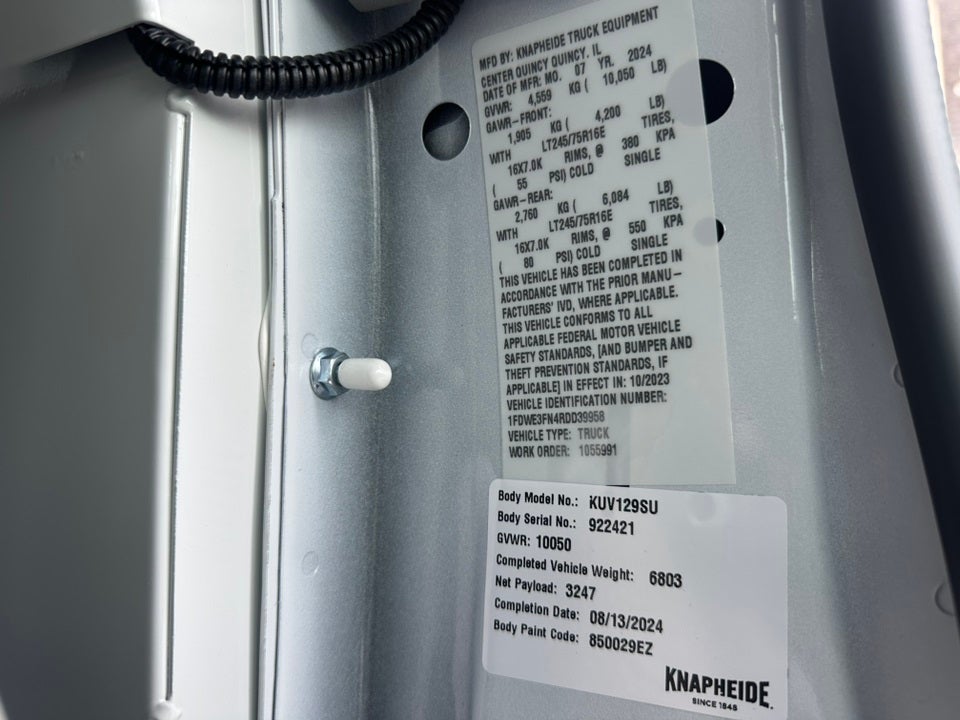 MFD BY: KNAPHEIDE TRUCK EQUIPMENT
CENTER QUINCY QUINCY, IL
DATE OF MFR: MO. 07 YR. 2024
GVWR: 4,559 KG ( 10,050 LB)
GAWR-FRONT:
1,905 KG ( 4,200 LB)
WITH LT245/75R16E TIRES,
16X7.0K RIMS, @ 380 KPA
( 55 PSI) COLD SINGLE
GAWR-REAR:
2,760 KG ( 6,084 LB)
WITH LT245/75R16E TIRES,
16X7.0K RIMS, @ 550 KPA
( 80 PSI) COLD SINGLE
THIS VEHICLE HAS BEEN COMPLETED IN
ACCORDANCE WITH THE PRIOR MANU-
FACTURERS' IVD, WHERE APPLICABLE.
THIS VEHICLE CONFORMS TO ALL
APPLICABLE FEDERAL MOTOR VEHICLE
SAFETY STANDARDS, [AND BUMPER AND
THEFT PREVENTION STANDARDS, IF
APPLICABLE] IN EFFECT IN: 10/2023
VEHICLE IDENTIFICATION NUMBER:
1FDWE3FN4RDD39958
VEHICLE TYPE: TRUCK
WORK ORDER: 1055991
Body Model No.: KUV129SU
Body Serial No.: 922421
GVWR: 10050
Completed Vehicle Weight: 6803
Net Payload: 3247
Completion Date: 08/13/2024
Body Paint Code: 850029EZ
KNAPHEIDE.
SINCE 1848